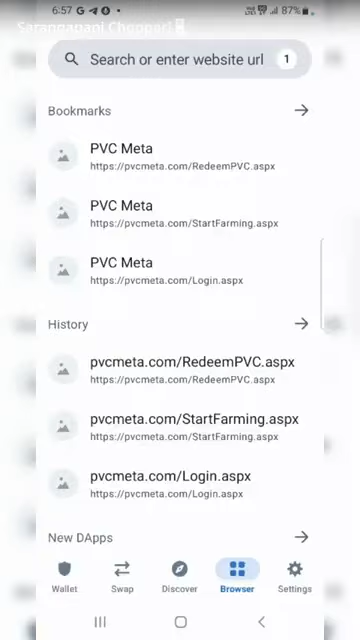 6:57 G
87%
Sarangapani Chopperl
Search or enter website url 1
Bookmarks
PVC Meta
https://pvcmeta.com/RedeemPVC.aspx
PVC Meta
https://pvcmeta.com/StartFarming.aspx
PVC Meta
https://pvcmeta.com/Login.aspx
History
pvcmeta.com/RedeemPVC.aspx
https://pvcmeta.com/RedeemPVC.aspx
pvcmeta.com/StartFarming.aspx
https://pvcmeta.com/StartFarming.aspx
pvcmeta.com/Login.aspx
https://pvcmeta.com/Login.aspx
New DApps
Wallet Swap Discover Browser Settings